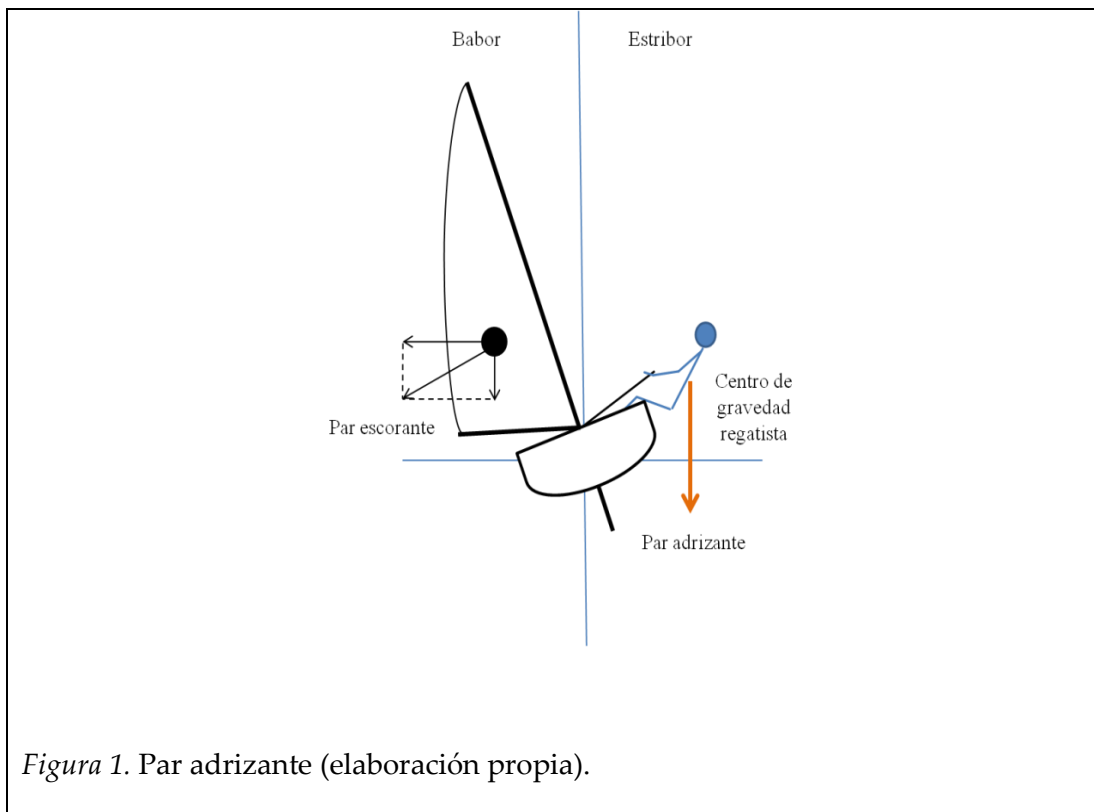 Babor
Estribor
Centro de
gravedad
regatista
Par escorante
Par adrizante
Figura 1. Par adrizante (elaboración propia).